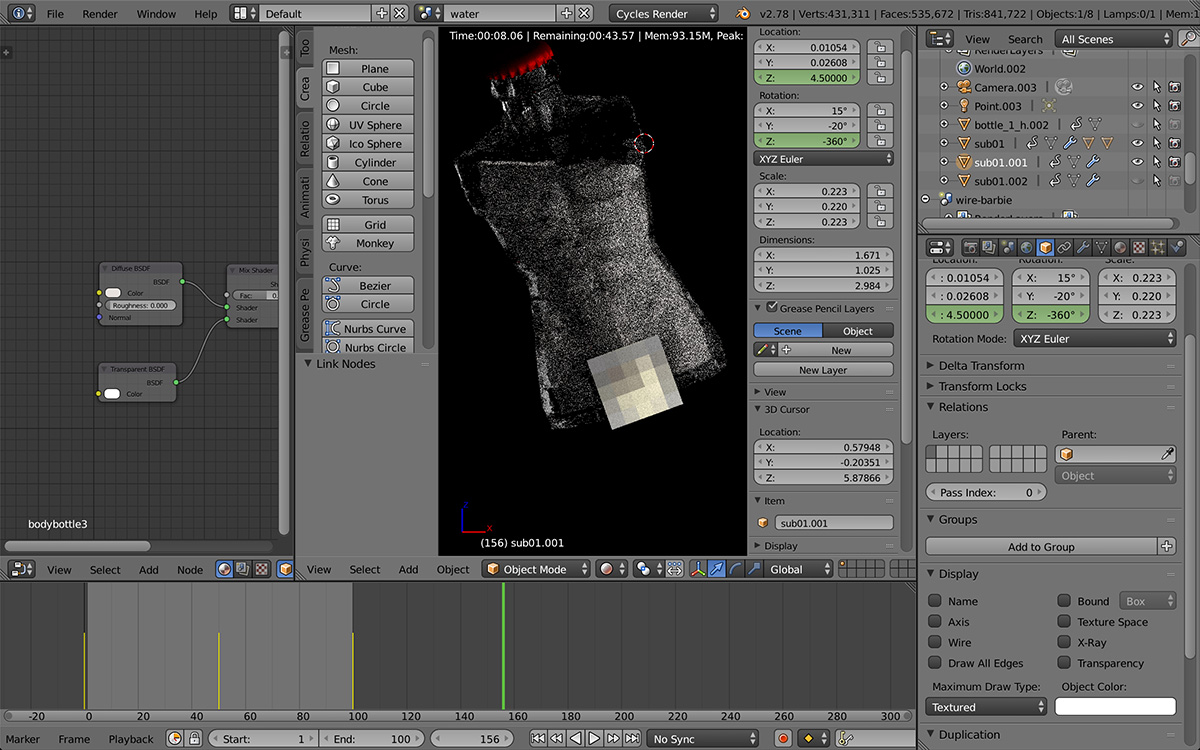 File Render Window Help Default water Cycles Render v2.78 | Verts:431,311 | Faces:535,672 | Tris:841,722 | Objects:1/8 | Lamps:0/1 | Mem:1
Diffuse BSDF
BSDF
Color
Roughness: 0.000
Normal
Mix Shader
Fac:
Shader
Shader
Transparent BSDF
BSDF
Color
bodybottle3
View Select Add Node
Too
Crea
Relatio
Animati
Physi
Grease Pe
Mesh:
Plane
Cube
Circle
UV Sphere
Ico Sphere
Cylinder
Cone
Torus
Grid
Monkey
Curve:
Bezier
Circle
Nurbs Curve
Nurbs Circle
Link Nodes
Time:00:08.06 | Remaining:00:43.57 | Mem:93.15M, Peak:
z
x
(156) sub01.001
View Select Add Object Object Mode Global
Location:
X: 0.01054
Y: 0.02608
Z: 4.50000
Rotation:
X: 15°
Y: -20°
Z: -360°
XYZ Euler
Scale:
X: 0.223
Y: 0.220
Z: 0.223
Dimensions:
X: 1.671
Y: 1.025
Z: 2.984
Grease Pencil Layers
Scene Object
New
New Layer
View
3D Cursor
Location:
X: 0.57948
Y: -0.20351
Z: 5.87866
Item
sub01.001
Display
View Search All Scenes
RenderLayers
World.002
Camera.003
Point.003
bottle_1_h.002
sub01
sub01.001
sub01.002
wire-barbie
RenderLayers
Location: Rotation: Scale:
: 0.01054 X: 15° X: 0.223
: 0.02608 Y: -20° Y: 0.220
: 4.50000 Z: -360° Z: 0.223
Rotation Mode: XYZ Euler
Delta Transform
Transform Locks
Relations
Layers: Parent:
Object
Pass Index: 0
Groups
Add to Group
Display
Name Bound Box
Axis Texture Space
Wire X-Ray
Draw All Edges Transparency
Maximum Draw Type: Object Color:
Textured
Duplication
-20 0 20 40 60 80 100 120 140 160 180 200 220 240 260 280 300
Marker Frame Playback Start: 1 End: 100 156 No Sync